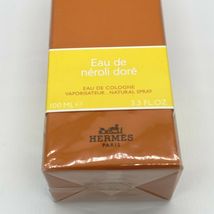 Eau de
néroli doré
EAU DE COLOGNE
VAPORISATEUR _ NATURAL SPRAY
100 ML ℮ 3.3 FL.OZ
HERMÈS
PARIS